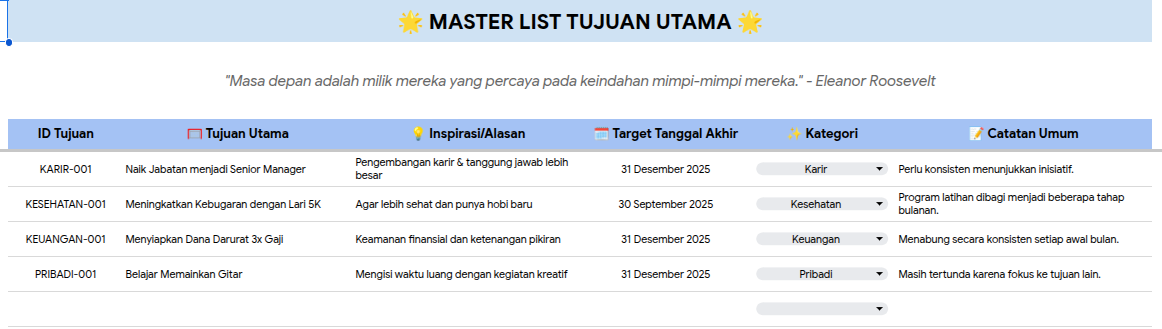 🌟 MASTER LIST TUJUAN UTAMA 🌟
"Masa depan adalah milik mereka yang percaya pada keindahan mimpi-mimpi mereka." - Eleanor Roosevelt
ID Tujuan 🥅 Tujuan Utama 💡 Inspirasi/Alasan 🗓️ Target Tanggal Akhir ✨ Kategori 📝 Catatan Umum
KARIR-001 Naik Jabatan menjadi Senior Manager Pengembangan karir & tanggung jawab lebih besar 31 Desember 2025 Karir Perlu konsisten menunjukkan inisiatif.
KESEHATAN-001 Meningkatkan Kebugaran dengan Lari 5K Agar lebih sehat dan punya hobi baru 30 September 2025 Kesehatan Program latihan dibagi menjadi beberapa tahap bulanan.
KEUANGAN-001 Menyiapkan Dana Darurat 3x Gaji Keamanan finansial dan ketenangan pikiran 31 Desember 2025 Keuangan Menabung secara konsisten setiap awal bulan.
PRIBADI-001 Belajar Memainkan Gitar Mengisi waktu luang dengan kegiatan kreatif 31 Desember 2025 Pribadi Masih tertunda karena fokus ke tujuan lain.